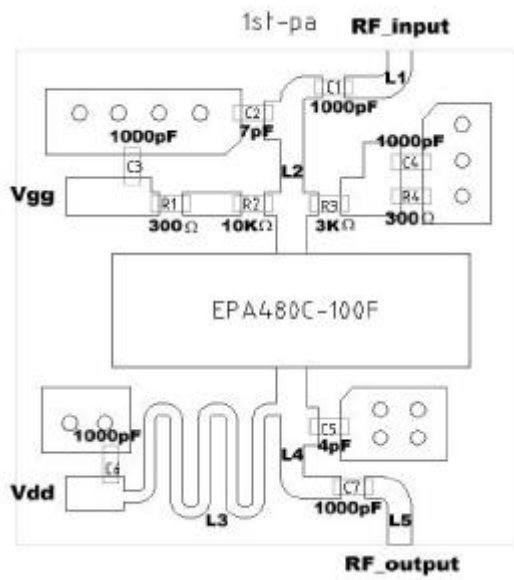 1st-pa
RF_input
C1
L1
1000pF
C2
7pF
1000pF
1000pF
C3
L2
C4
Vgg
R1
R2
R3
R4
300Ω
10KΩ
3KΩ
300Ω
EPA480C-100F
1000pF
C5
4pF
C6
L4
Vdd
C7
L3
1000pF
L5
RF_output